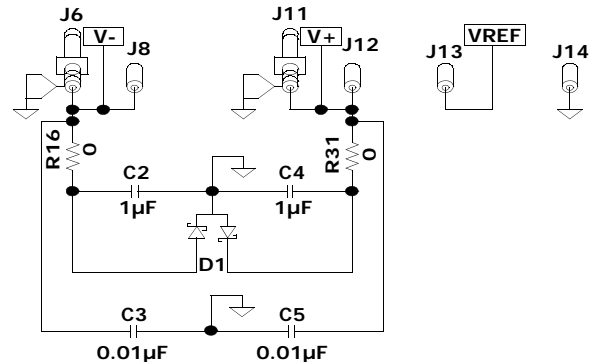 J6
V-
J8
J11
V+
J12
J13
VREF
J14
R16
0
R31
0
C2
1µF
C4
1µF
D1
C3
0.01µF
C5
0.01µF